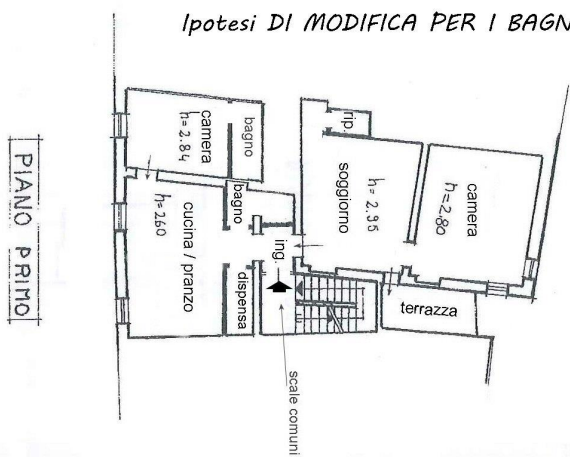 Ipotesi DI MODIFICA PER I BAGN
PIANO PRIMO
camera
h=2.84
bagno
bagno
cucina / pranzo
h=260
dispensa
ing.
rip.
soggiorno
h=2.95
camera
h=2.80
terrazza
scale comuni